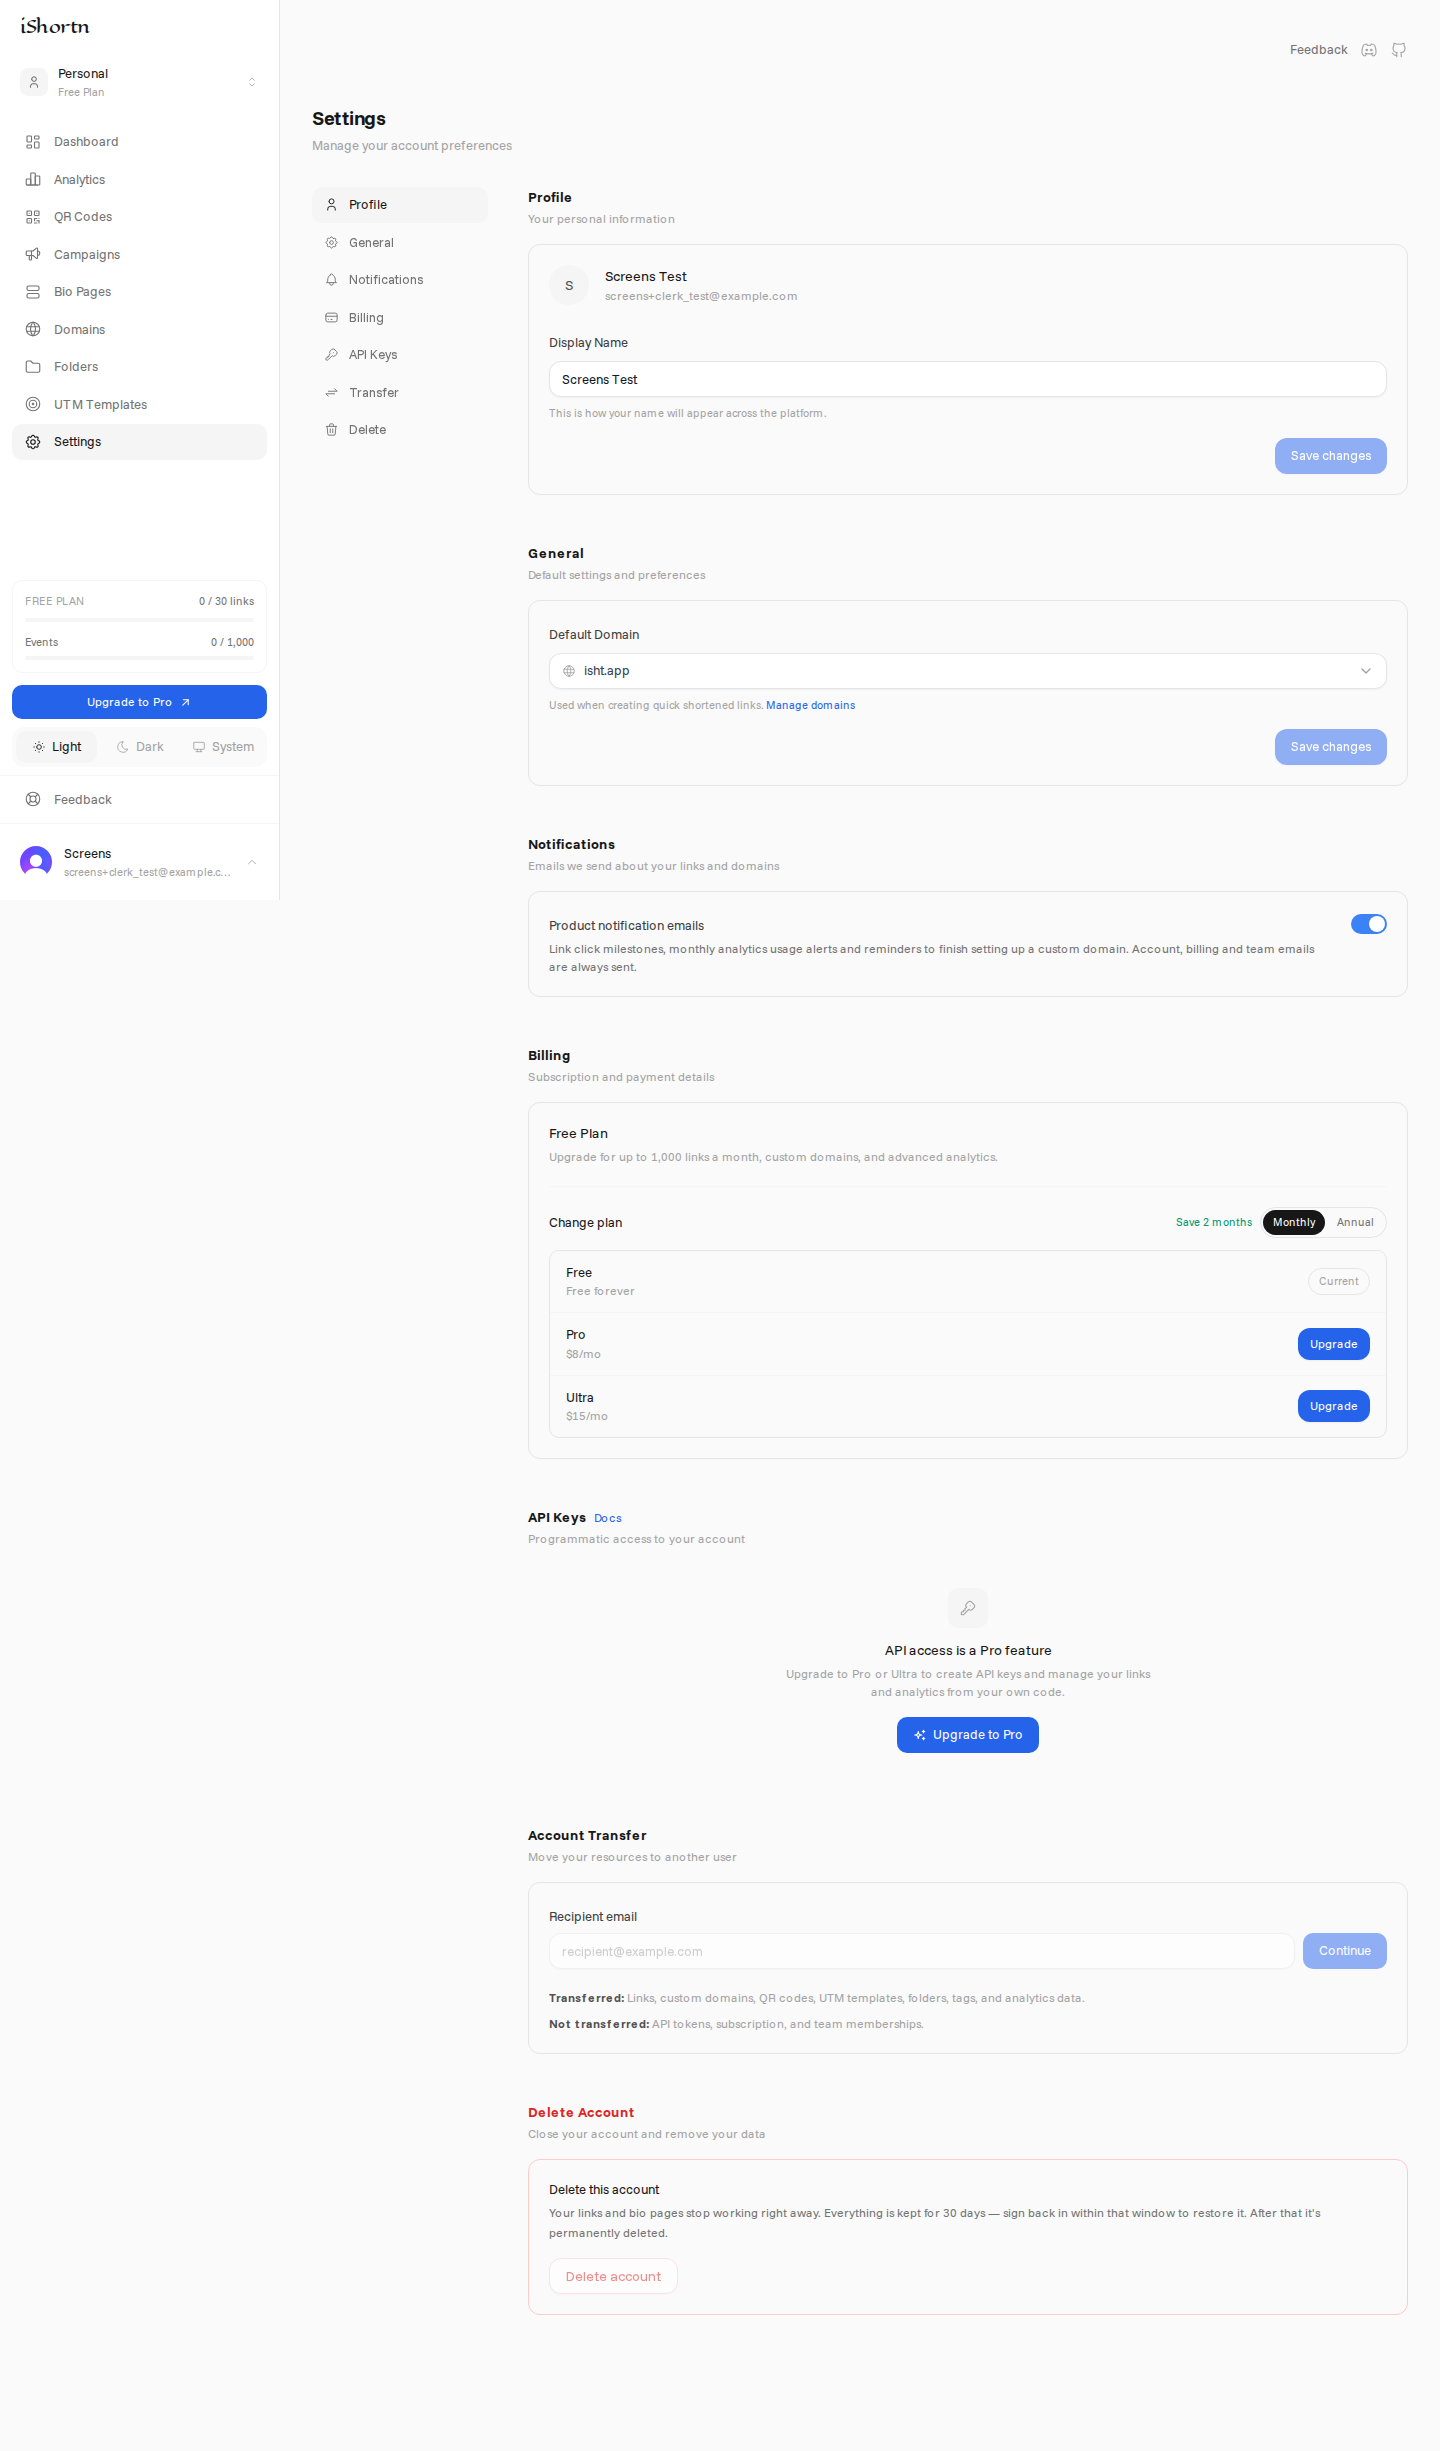 iShortn
Personal
Free Plan
Dashboard
Analytics
QR Codes
Campaigns
Bio Pages
Domains
Folders
UTM Templates
Settings
FREE PLAN 0 / 30 links
Events 0 / 1,000
Upgrade to Pro
Light Dark System
Feedback
Screens
screens+clerk_test@example.c...
Feedback
Settings
Manage your account preferences
Profile
General
Notifications
Billing
API Keys
Transfer
Delete
Profile
Your personal information
S
Screens Test
screens+clerk_test@example.com
Display Name
Screens Test
This is how your name will appear across the platform.
Save changes
General
Default settings and preferences
Default Domain
isht.app
Used when creating quick shortened links. Manage domains
Save changes
Notifications
Emails we send about your links and domains
Product notification emails
Link click milestones, monthly analytics usage alerts and reminders to finish setting up a custom domain. Account, billing and team emails
are always sent.
Billing
Subscription and payment details
Free Plan
Upgrade for up to 1,000 links a month, custom domains, and advanced analytics.
Change plan Save 2 months Monthly Annual
Free
Free forever
Current
Pro
$8/mo
Upgrade
Ultra
$15/mo
Upgrade
API Keys Docs
Programmatic access to your account
API access is a Pro feature
Upgrade to Pro or Ultra to create API keys and manage your links
and analytics from your own code.
Upgrade to Pro
Account Transfer
Move your resources to another user
Recipient email
recipient@example.com
Continue
Transferred: Links, custom domains, QR codes, UTM templates, folders, tags, and analytics data.
Not transferred: API tokens, subscription, and team memberships.
Delete Account
Close your account and remove your data
Delete this account
Your links and bio pages stop working right away. Everything is kept for 30 days — sign back in within that window to restore it. After that it's
permanently deleted.
Delete account